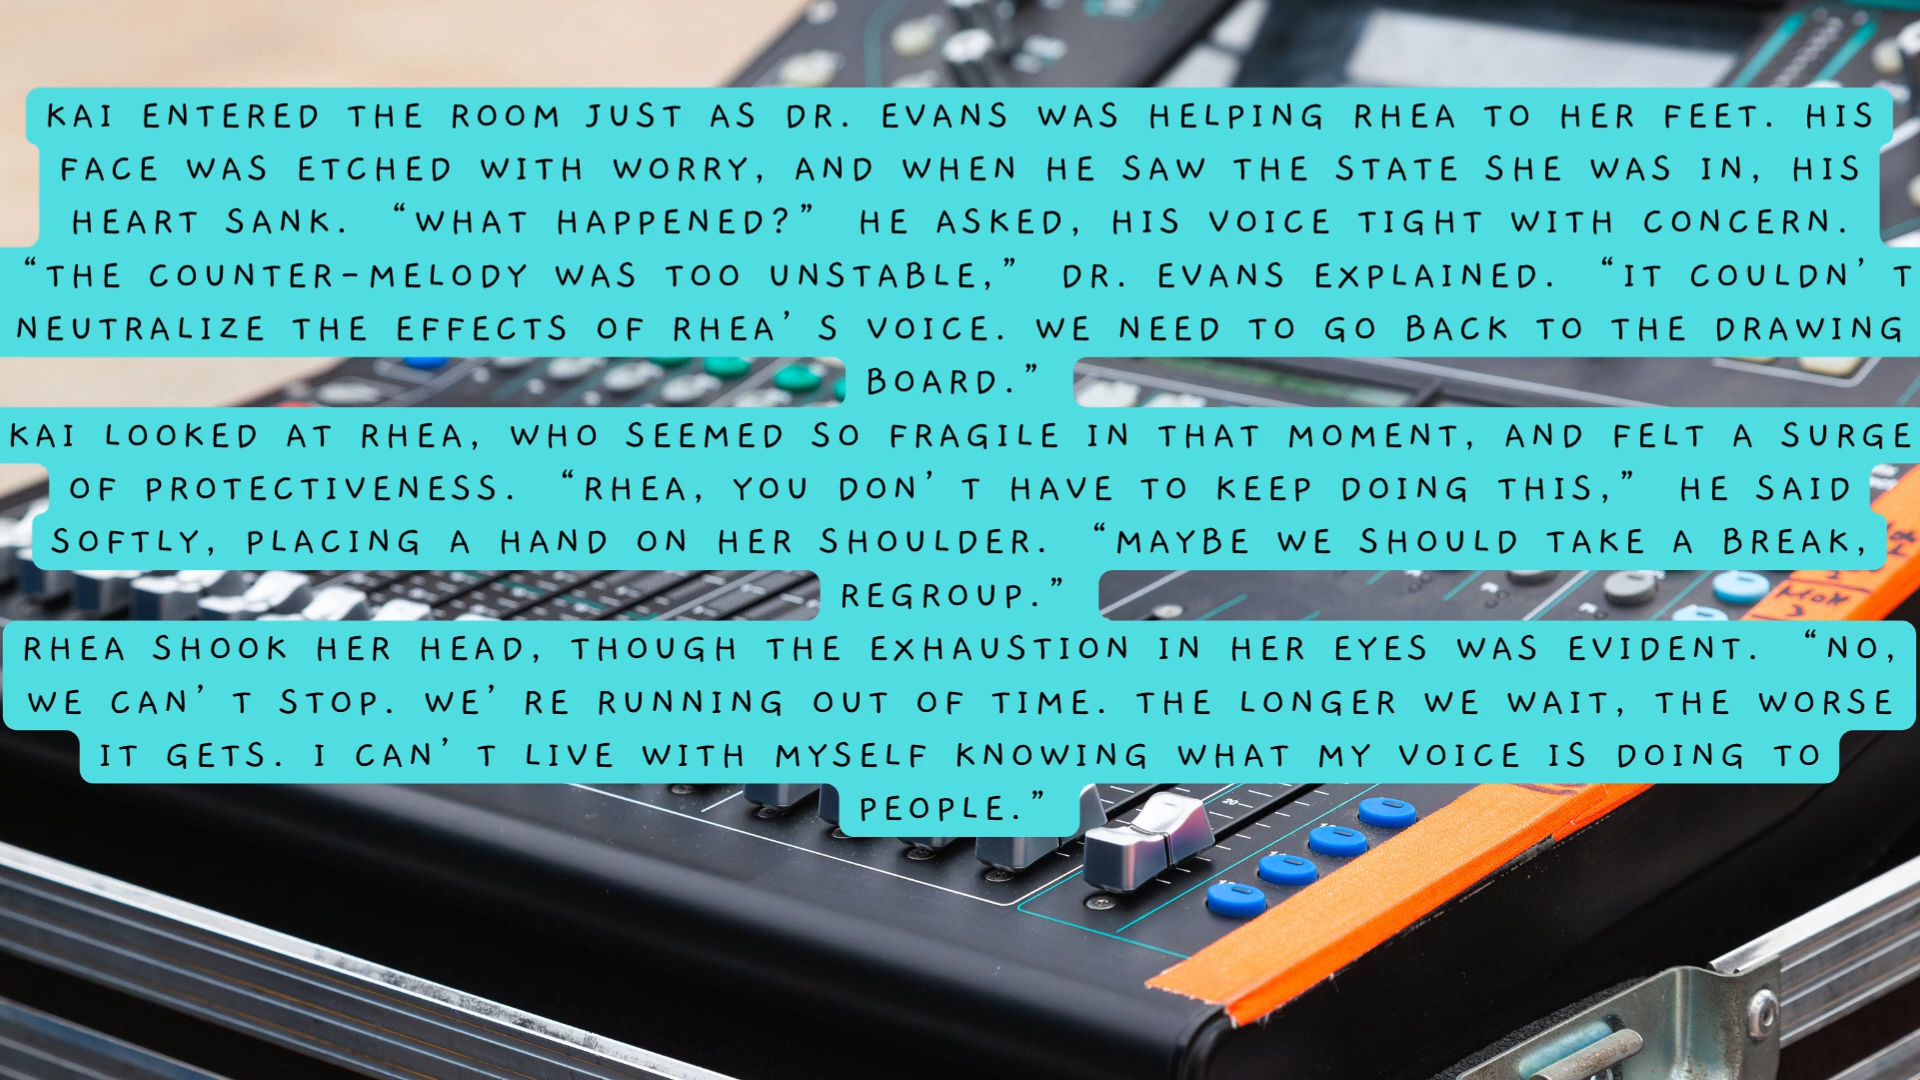 KAI ENTERED THE ROOM JUST AS DR. EVANS WAS HELPING RHEA TO HER FEET. HIS
FACE WAS ETCHED WITH WORRY, AND WHEN HE SAW THE STATE SHE WAS IN, HIS
HEART SANK. “WHAT HAPPENED?” HE ASKED, HIS VOICE TIGHT WITH CONCERN.
“THE COUNTER-MELODY WAS TOO UNSTABLE,” DR. EVANS EXPLAINED. “IT COULDN’T
NEUTRALIZE THE EFFECTS OF RHEA’S VOICE. WE NEED TO GO BACK TO THE DRAWING
BOARD.”
KAI LOOKED AT RHEA, WHO SEEMED SO FRAGILE IN THAT MOMENT, AND FELT A SURGE
OF PROTECTIVENESS. “RHEA, YOU DON’T HAVE TO KEEP DOING THIS,” HE SAID
SOFTLY, PLACING A HAND ON HER SHOULDER. “MAYBE WE SHOULD TAKE A BREAK,
REGROUP.”
RHEA SHOOK HER HEAD, THOUGH THE EXHAUSTION IN HER EYES WAS EVIDENT. “NO,
WE CAN’T STOP. WE’RE RUNNING OUT OF TIME. THE LONGER WE WAIT, THE WORSE
IT GETS. I CAN’T LIVE WITH MYSELF KNOWING WHAT MY VOICE IS DOING TO
PEOPLE.”
MON
3
20